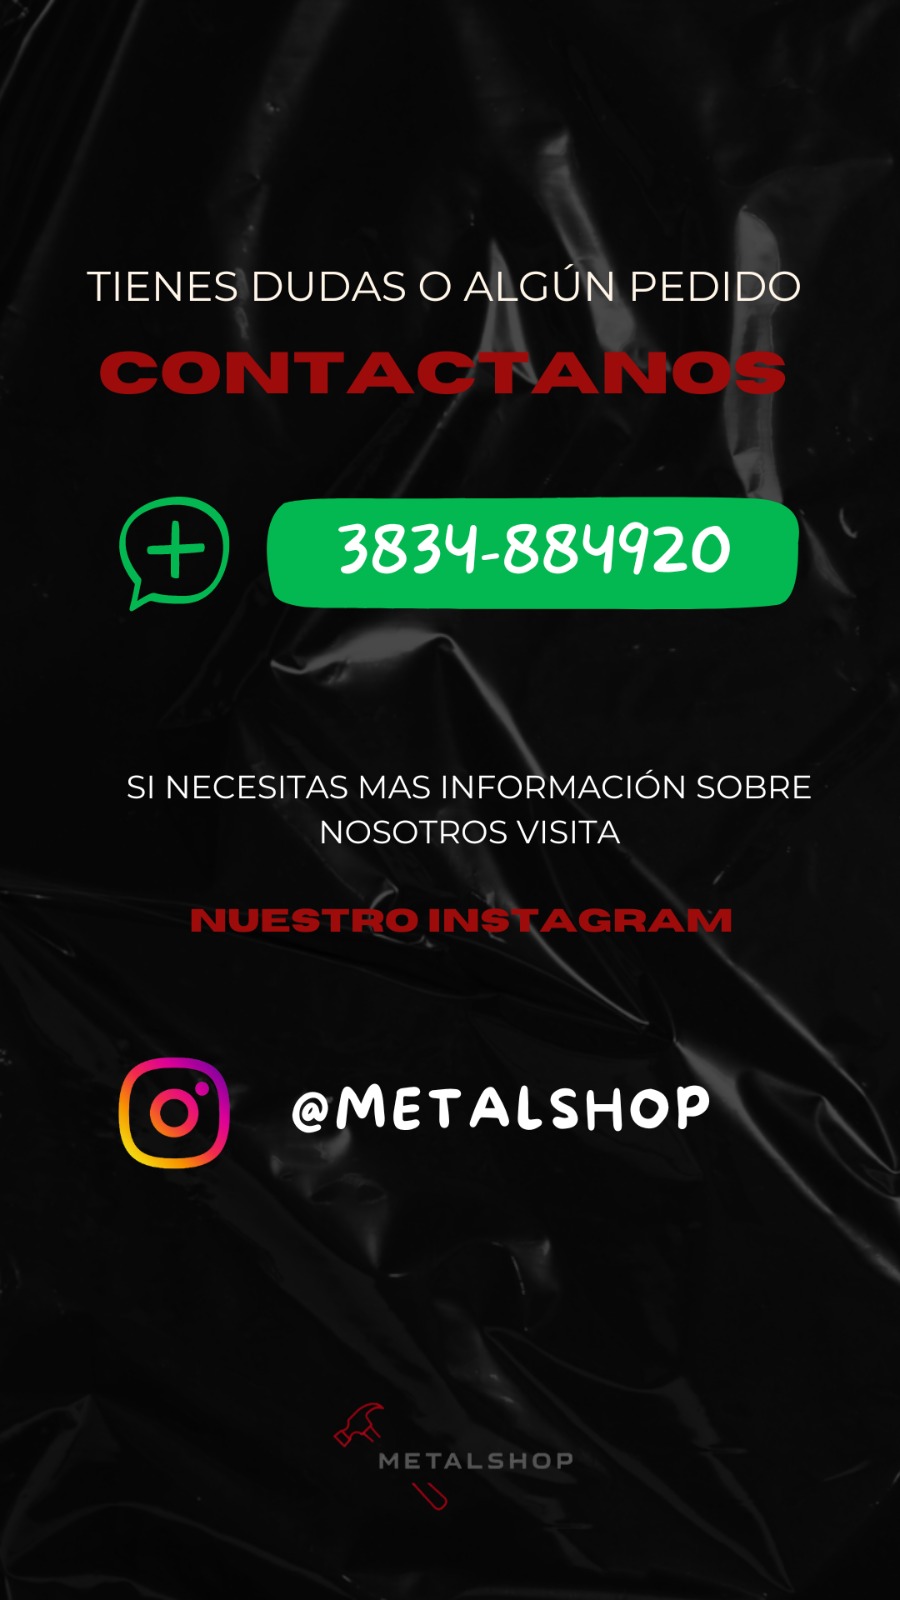 TIENES DUDAS O ALGÚN PEDIDO
CONTACTANOS
3834-884920
SI NECESITAS MAS INFORMACIÓN SOBRE
NOSOTROS VISITA
NUESTRO INSTAGRAM
@METALSHOP
METALSHOP